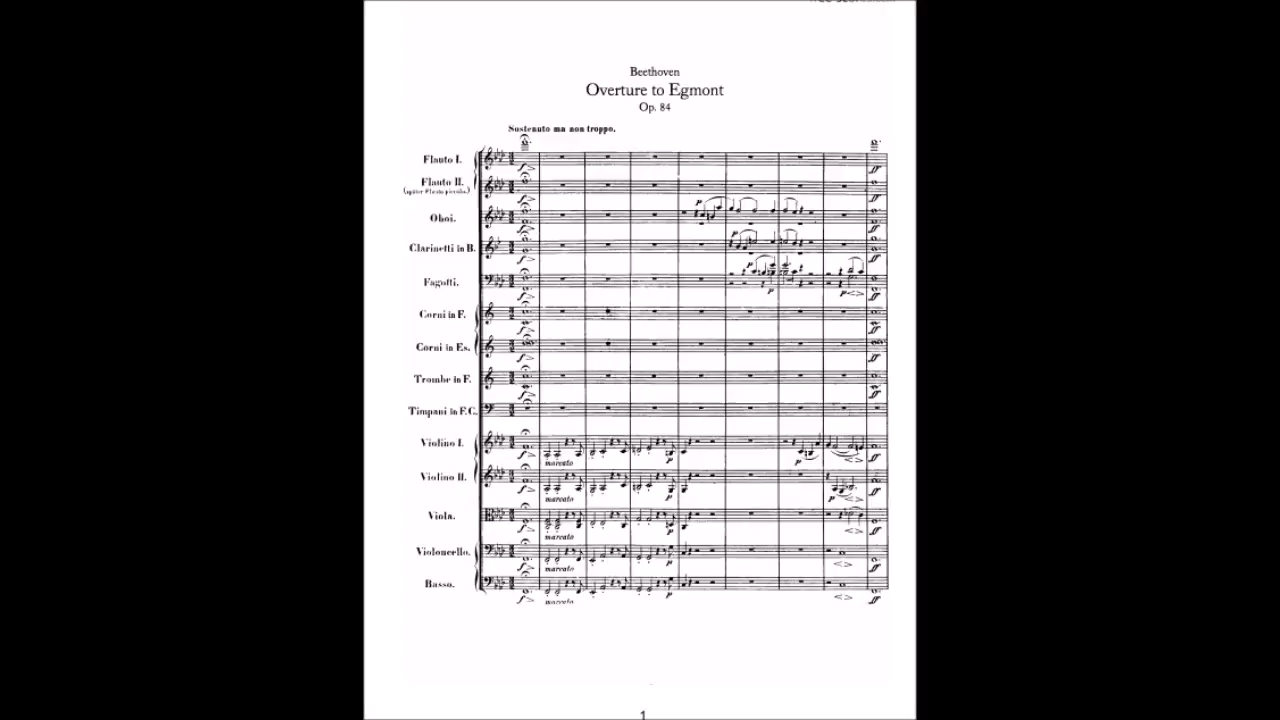 Beethoven
Overture to Egmont
Op. 84
Sostenuto ma non troppo.
Flauto I.
Flauto II.
(später Flauto piccolo.)
Oboi.
Clarinetti in B.
Fagotti.
Corni in F.
Corni in Es.
Trombe in F.
Timpani in F.C.
Violino I.
marcato
Violino II.
marcato
Viola.
marcato
Violoncello.
marcato
Basso.
marcato
1